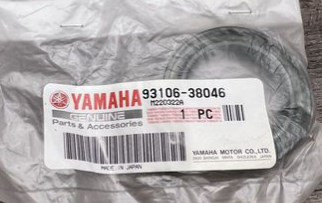 YAMAHA 93106-38046
M220322A
GENUINE
Parts & Accessories
1 PC
YAMAHA MOTOR CO., LTD.
MADE IN JAPAN